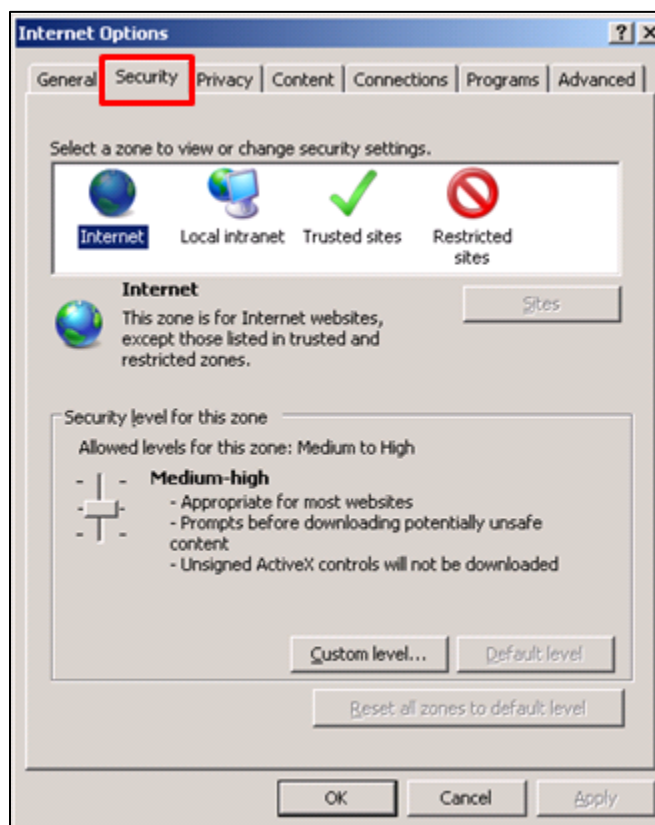 Internet Options
General Security Privacy Content Connections Programs Advanced
Select a zone to view or change security settings.
Internet Local intranet Trusted sites Restricted
sites
Internet
Sites
This zone is for Internet websites,
except those listed in trusted and
restricted zones.
Security level for this zone
Allowed levels for this zone: Medium to High
Medium-high
- Appropriate for most websites
- Prompts before downloading potentially unsafe
content
- Unsigned ActiveX controls will not be downloaded
Custom level... Default level
Reset all zones to default level
OK Cancel Apply